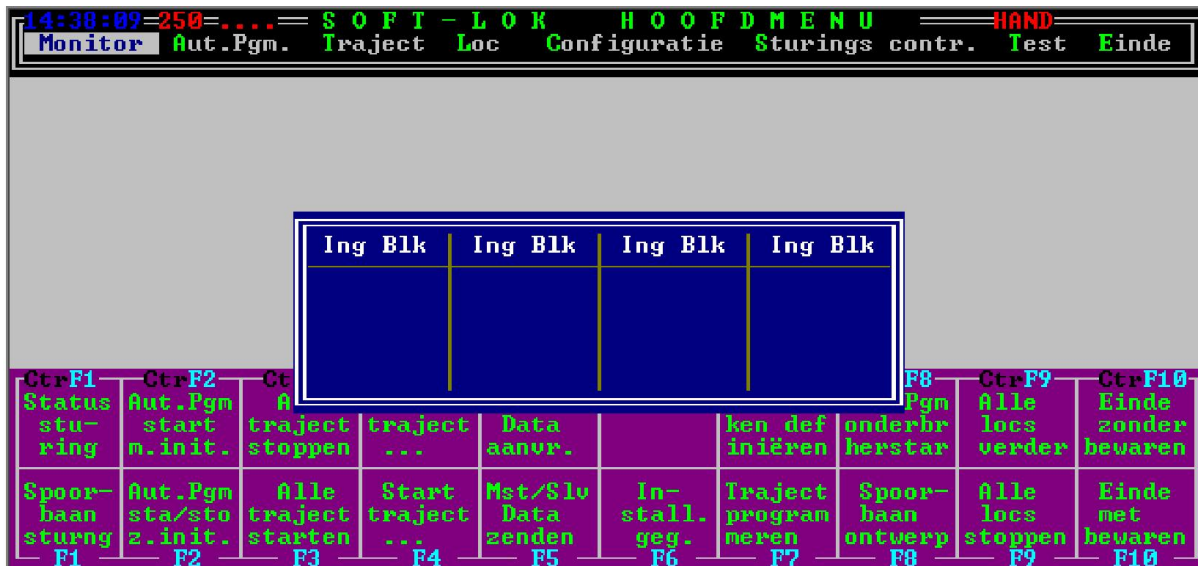 14:38:09=250=....== S O F T - L O K   H O O F D M E N U ===HAND===
Monitor Aut.Pgm. Traject Loc Configuratie Sturings contr. Test Einde
Ing Blk Ing Blk Ing Blk Ing Blk
CtrF1 CtrF2 Ct F8 CtrF9 CtrF10
Status Aut.Pgm A Pgm Alle Einde
stu- start traject traject Data ken def onderbr locs zonder
ring m.init. stoppen ... aanvr. iniëren herstar verder bewaren
Spoor- Aut.Pgm Alle Start Mst/Slv In- Traject Spoor- Alle Einde
baan sta/sto traject traject Data stall. program baan locs met
sturng z.init. starten ... zenden geg. meren ontwerp stoppen bewaren
F1 F2 F3 F4 F5 F6 F7 F8 F9 F10